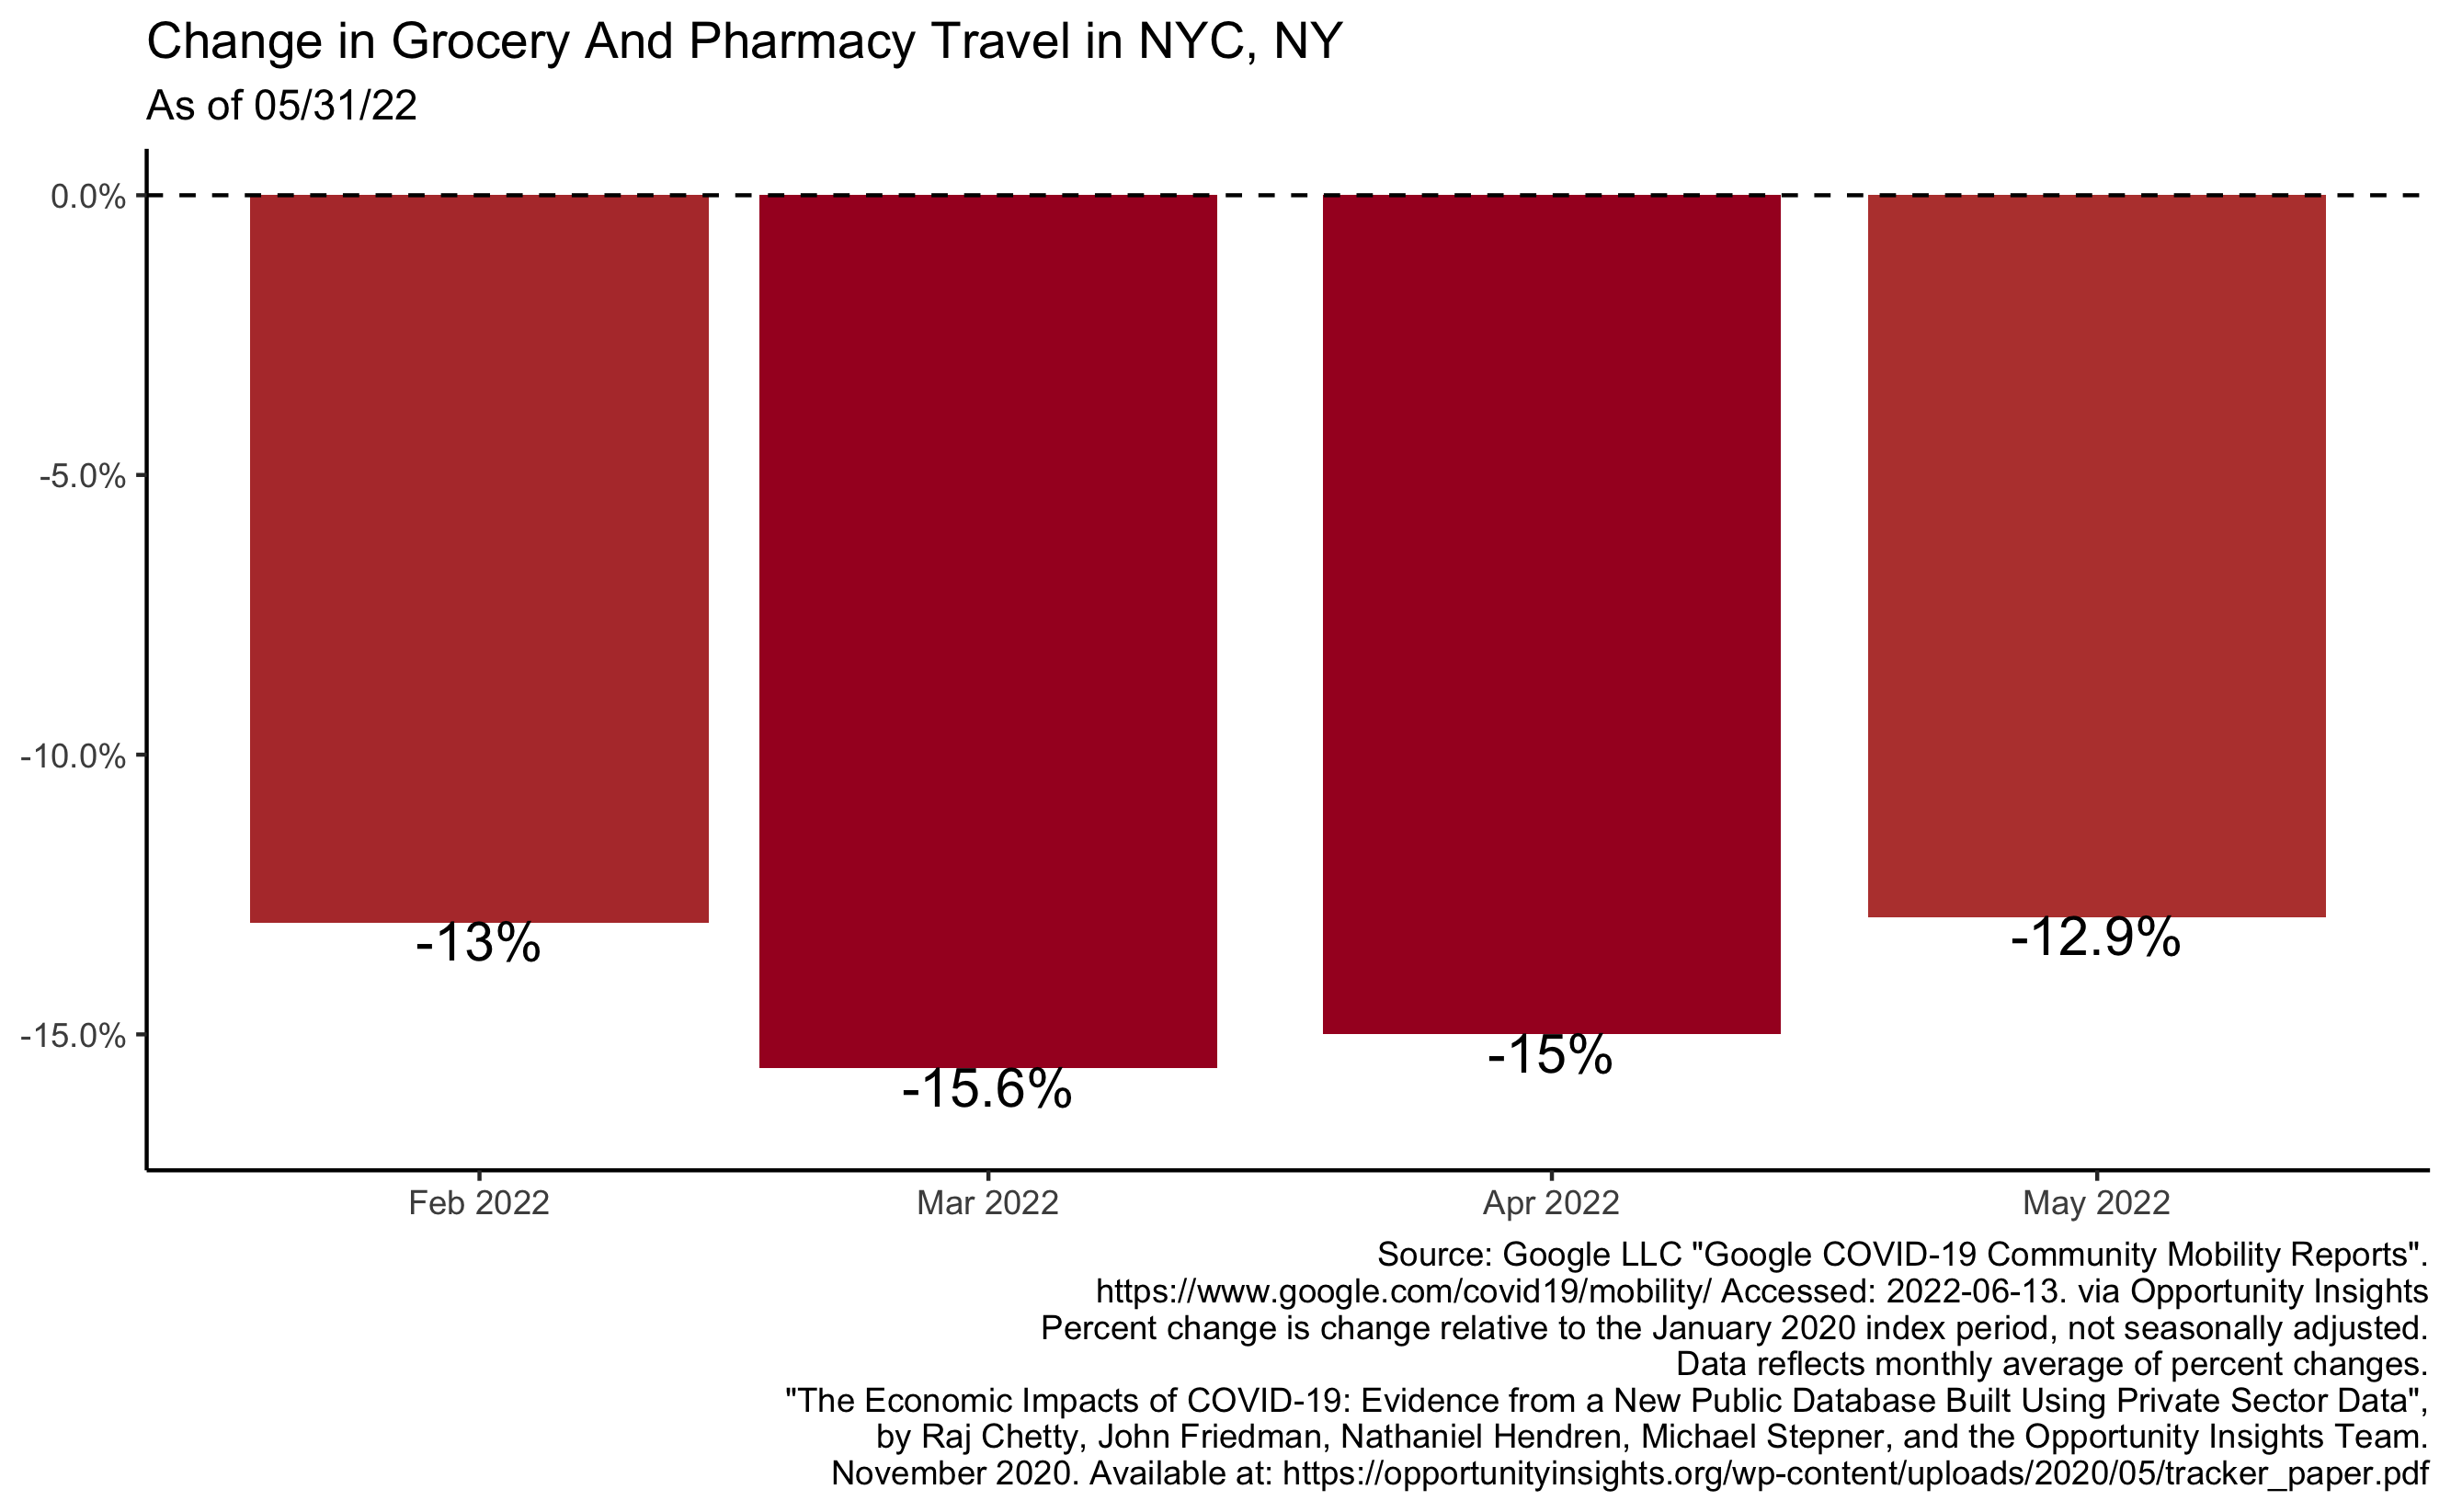 Change in Grocery And Pharmacy Travel in NYC, NY
As of 05/31/22
0.0%
-5.0%
-10.0%
-15.0%
-13%
-15.6%
-15%
-12.9%
Feb 2022
Mar 2022
Apr 2022
May 2022
Source: Google LLC "Google COVID-19 Community Mobility Reports".
https://www.google.com/covid19/mobility/ Accessed: 2022-06-13. via Opportunity Insights
Percent change is change relative to the January 2020 index period, not seasonally adjusted.
Data reflects monthly average of percent changes.
"The Economic Impacts of COVID-19: Evidence from a New Public Database Built Using Private Sector Data",
by Raj Chetty, John Friedman, Nathaniel Hendren, Michael Stepner, and the Opportunity Insights Team.
November 2020. Available at: https://opportunityinsights.org/wp-content/uploads/2020/05/tracker_paper.pdf